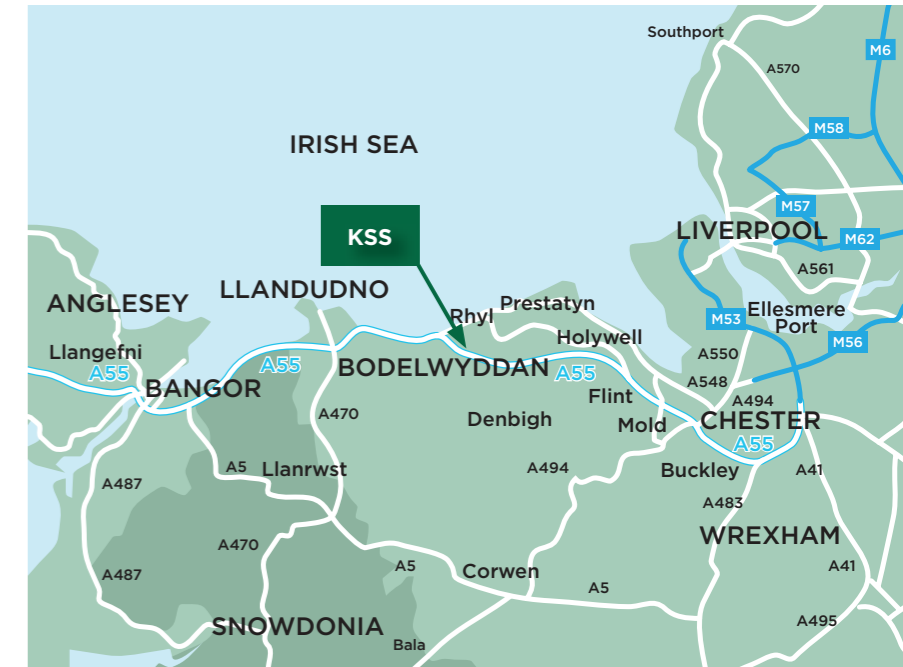 Southport
M6
A570
M58
IRISH SEA
M57
KSS
LIVERPOOL
M62
A561
LLANDUDNO
ANGLESEY
Prestatyn
Rhyl
Ellesmere
Port
M53
Holywell
M56
Llangefni
A55
A55
BODELWYDDAN
A55
A550
A548
BANGOR
Flint
A494
A470
Denbigh
Mold
CHESTER
A55
A5
Llanrwst
A494
Buckley
A41
A487
A483
A470
WREXHAM
A487
A5
Corwen
A5
A41
SNOWDONIA
A495
Bala